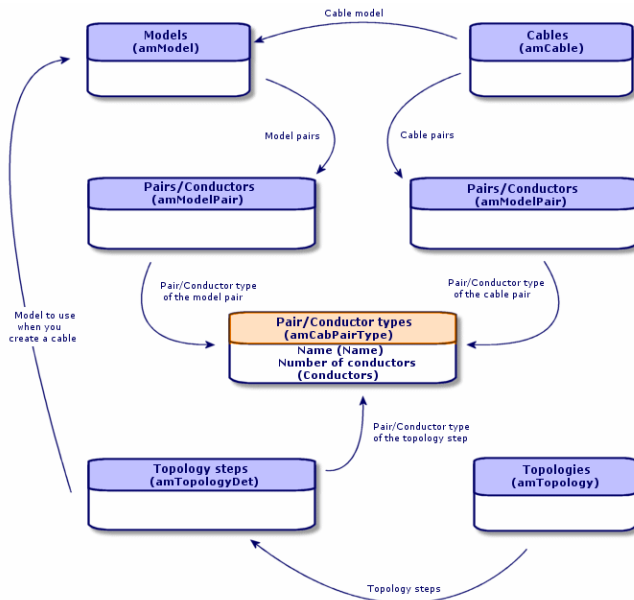 Cable model
Models
(amModel)
Cables
(amCable)
Model pairs
Cable pairs
Pairs/Conductors
(amModelPair)
Pairs/Conductors
(amModelPair)
Pair/Conductor type
of the model pair
Pair/Conductor type
of the cable pair
Model to use
when you
create a cable
Pair/Conductor types
(amCabPairType)
Name (Name)
Number of conductors
(Conductors)
Pair/Conductor type
of the topology step
Topology steps
(amTopologyDet)
Topologies
(amTopology)
Topology steps